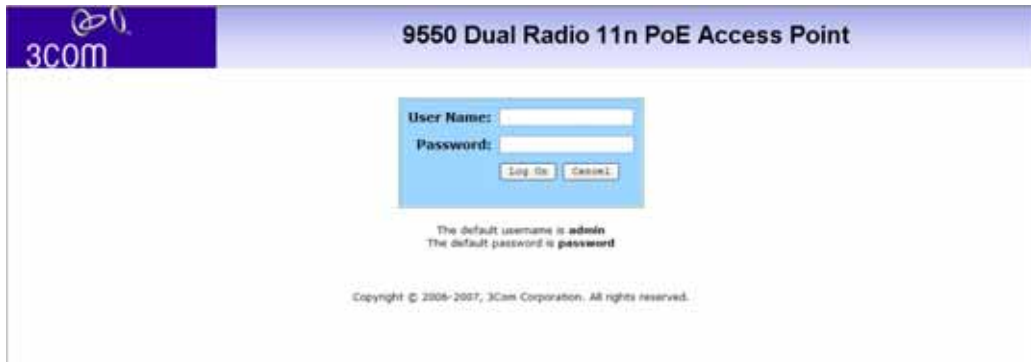 3COM
9550 Dual Radio 11n PoE Access Point
User Name:
Password:
Log On Cancel
The default username is admin
The default password is password
Copyright © 2006-2007, 3Com Corporation. All rights reserved.